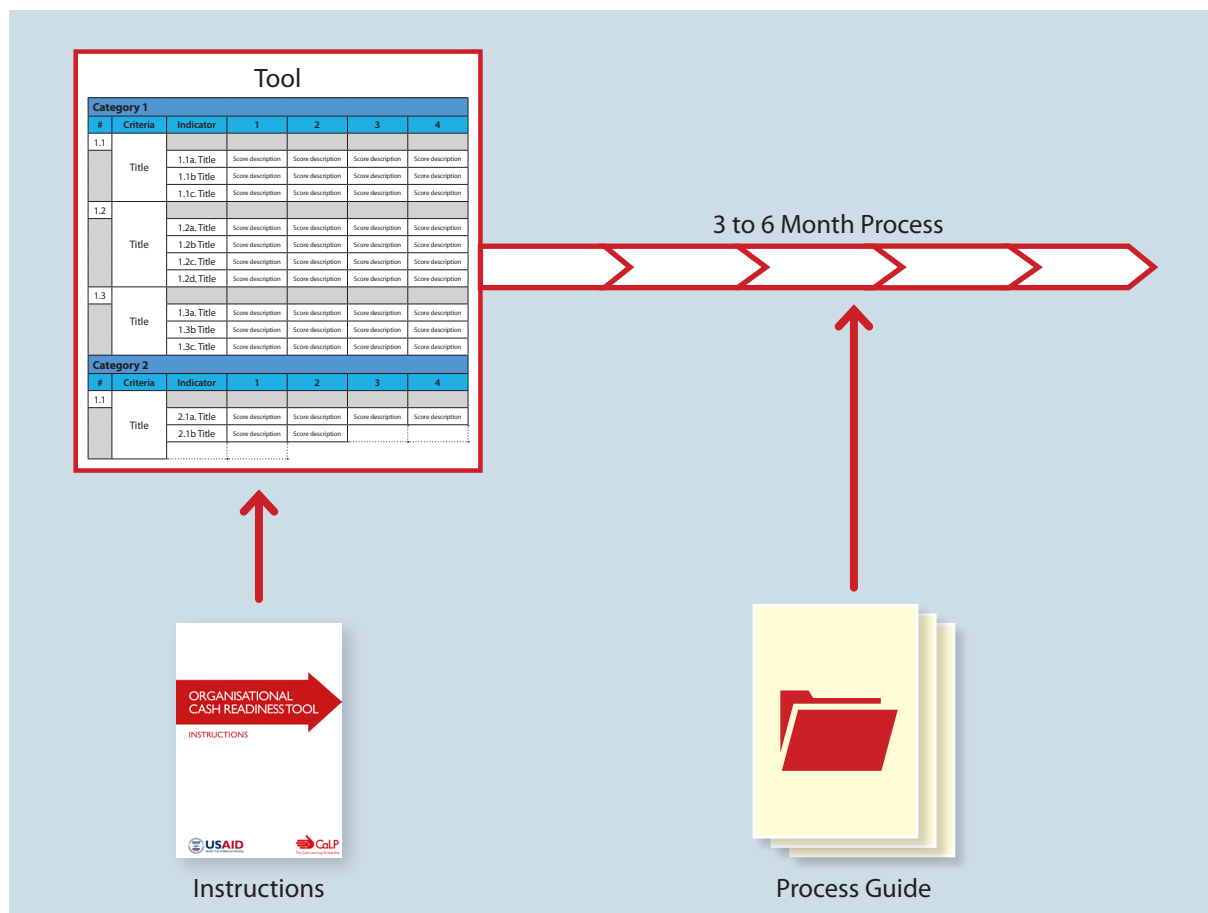 Tool
Category 1
# Criteria Indicator 1 2 3 4
1.1
Title
1.1a. Title Score description Score description Score description Score description
1.1b Title Score description Score description Score description Score description
1.1c. Title Score description Score description Score description Score description
1.2
Title
1.2a. Title Score description Score description Score description Score description
1.2b Title Score description Score description Score description Score description
1.2c. Title Score description Score description Score description Score description
1.2d. Title Score description Score description Score description Score description
1.3
Title
1.3a. Title Score description Score description Score description Score description
1.3b Title Score description Score description Score description Score description
1.3c. Title Score description Score description Score description Score description
Category 2
# Criteria Indicator 1 2 3 4
1.1
Title
2.1a. Title Score description Score description Score description Score description
2.1b Title Score description Score description
3 to 6 Month Process
ORGANISATIONAL
CASH READINESS TOOL
INSTRUCTIONS
USAID
FROM THE AMERICAN PEOPLE
CaLP
The Cash Learning Partnership
Instructions
Process Guide